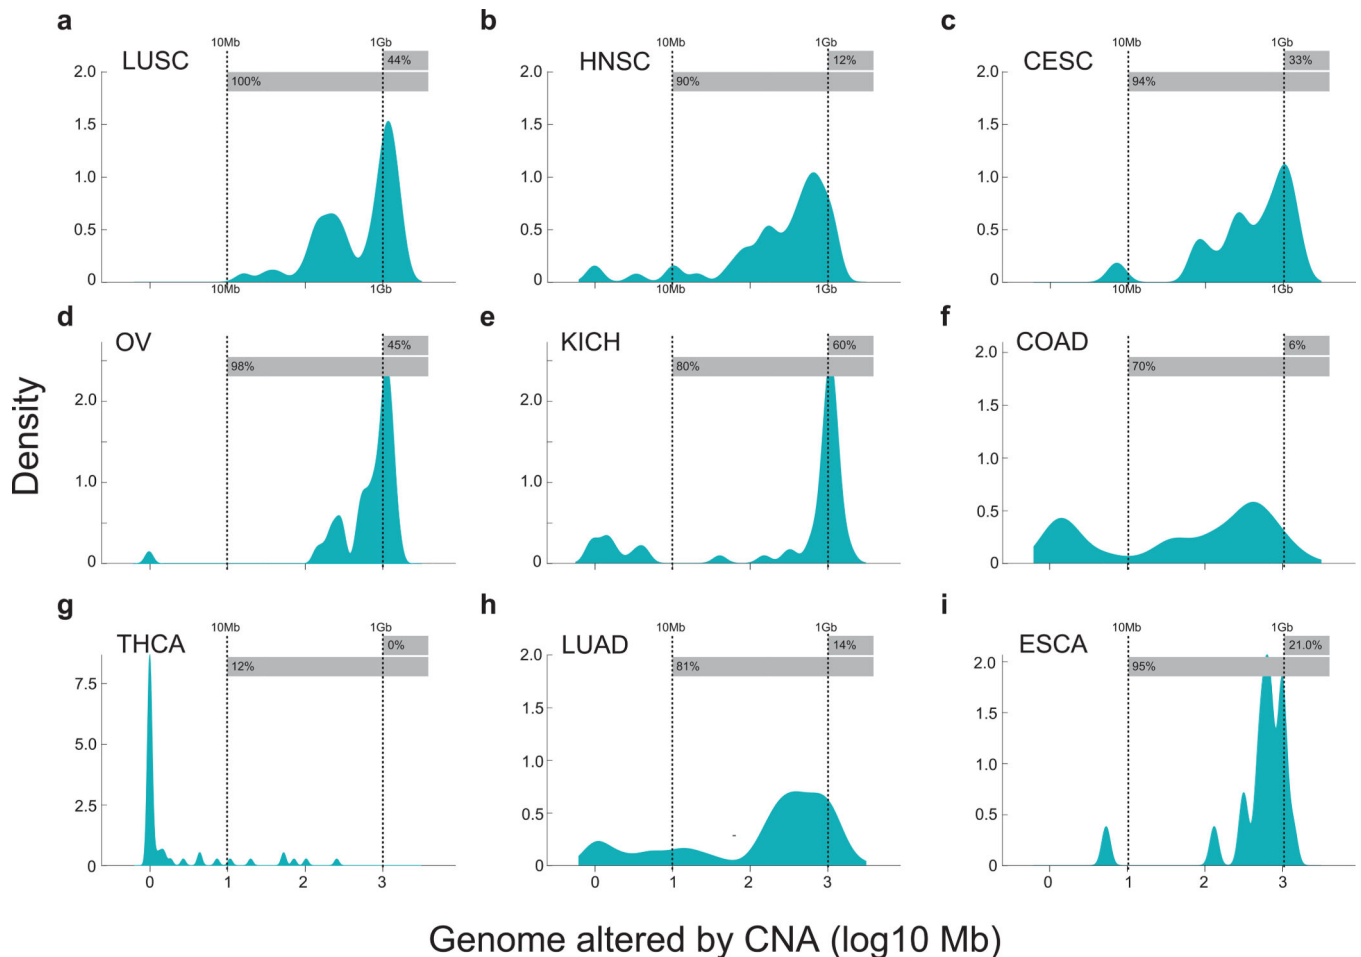 a
LUSC
10Mb
1Gb
44%
100%
2.0
1.5
1.0
0.5
0
10Mb
1Gb
b
HNSC
10Mb
1Gb
12%
90%
2.0
1.5
1.0
0.5
0
10Mb
1Gb
c
CESC
10Mb
1Gb
33%
94%
2.0
1.5
1.0
0.5
0
10Mb
1Gb
d
OV
45%
98%
2.0
1.0
0
e
KICH
60%
80%
2.0
1.0
0
f
COAD
6%
70%
2.0
1.5
1.0
0.5
0
Density
g
THCA
10Mb
1Gb
0%
12%
7.5
5.0
2.5
0
0
1
2
3
h
LUAD
10Mb
1Gb
14%
81%
2.0
1.5
1.0
0.5
0
0
1
2
3
i
ESCA
10Mb
1Gb
21.0%
95%
2.0
1.5
1.0
0.5
0
0
1
2
3
Genome altered by CNA (log10 Mb)